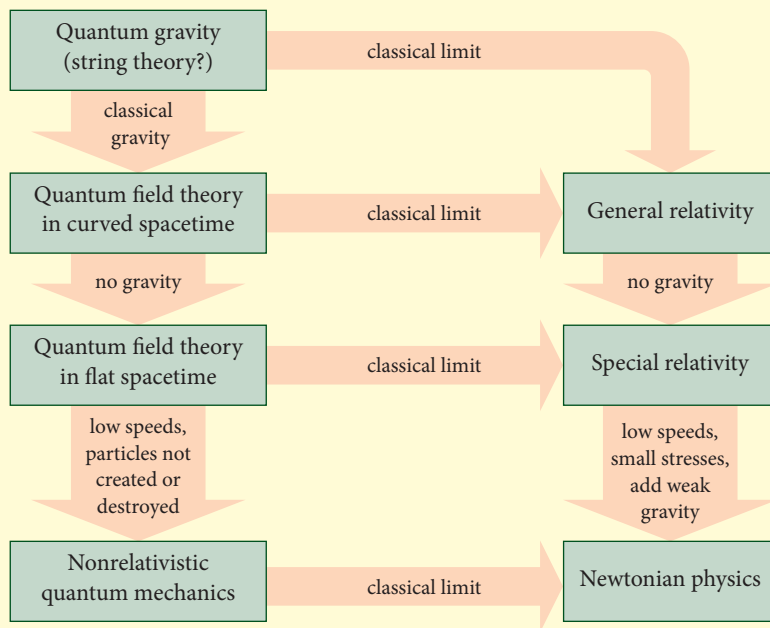 Quantum gravity
(string theory?)
classical limit
classical
gravity
Quantum field theory
in curved spacetime
classical limit
General relativity
no gravity
no gravity
Quantum field theory
in flat spacetime
classical limit
Special relativity
low speeds,
particles not
created or
destroyed
low speeds,
small stresses,
add weak
gravity
Nonrelativistic
quantum mechanics
classical limit
Newtonian physics